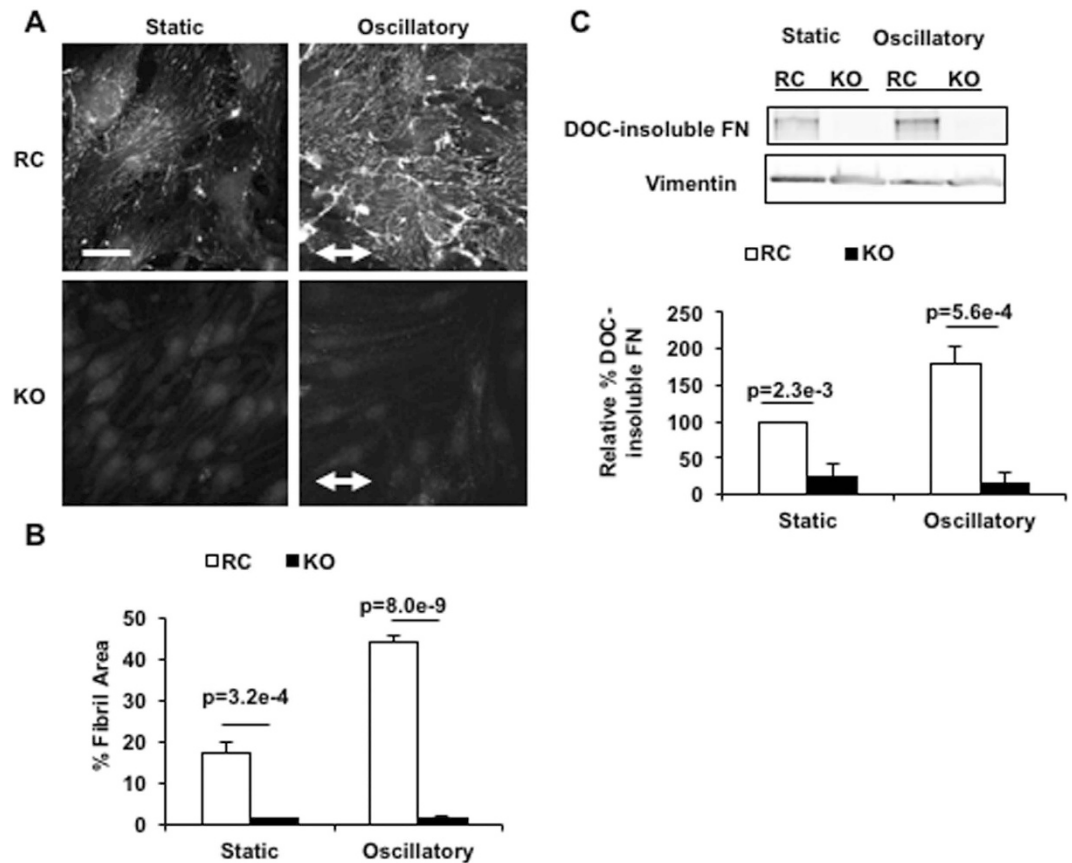 A
Static Oscillatory
RC
KO
B
RC KO
% Fibril Area
50
40
30
20
10
0
p=3.2e-4
p=8.0e-9
Static Oscillatory
C
Static Oscillatory
RC KO RC KO
DOC-insoluble FN
Vimentin
RC KO
Relative % DOC-
insoluble FN
250
200
150
100
50
0
p=2.3e-3
p=5.6e-4
Static Oscillatory